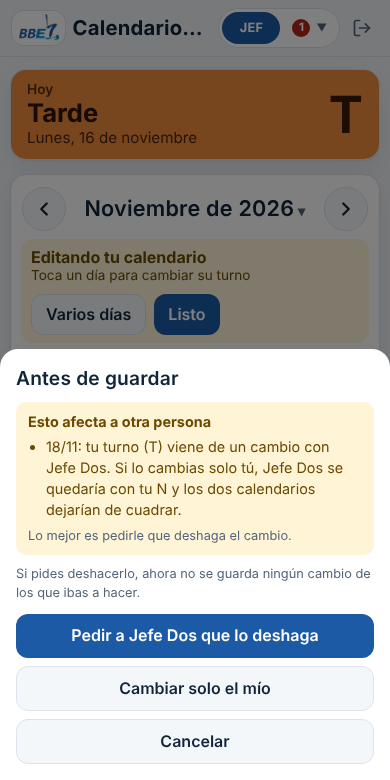 BBE
Calendario...
JEF
1
Hoy
Tarde
Lunes, 16 de noviembre
T
Noviembre de 2026
Editando tu calendario
Toca un día para cambiar su turno
Varios días
Listo
Antes de guardar
Esto afecta a otra persona
• 18/11: tu turno (T) viene de un cambio con
Jefe Dos. Si lo cambias solo tú, Jefe Dos se
quedaría con tu N y los dos calendarios
dejarían de cuadrar.
Lo mejor es pedirle que deshaga el cambio.
Si pides deshacerlo, ahora no se guarda ningún cambio de
los que ibas a hacer.
Pedir a Jefe Dos que lo deshaga
Cambiar solo el mío
Cancelar